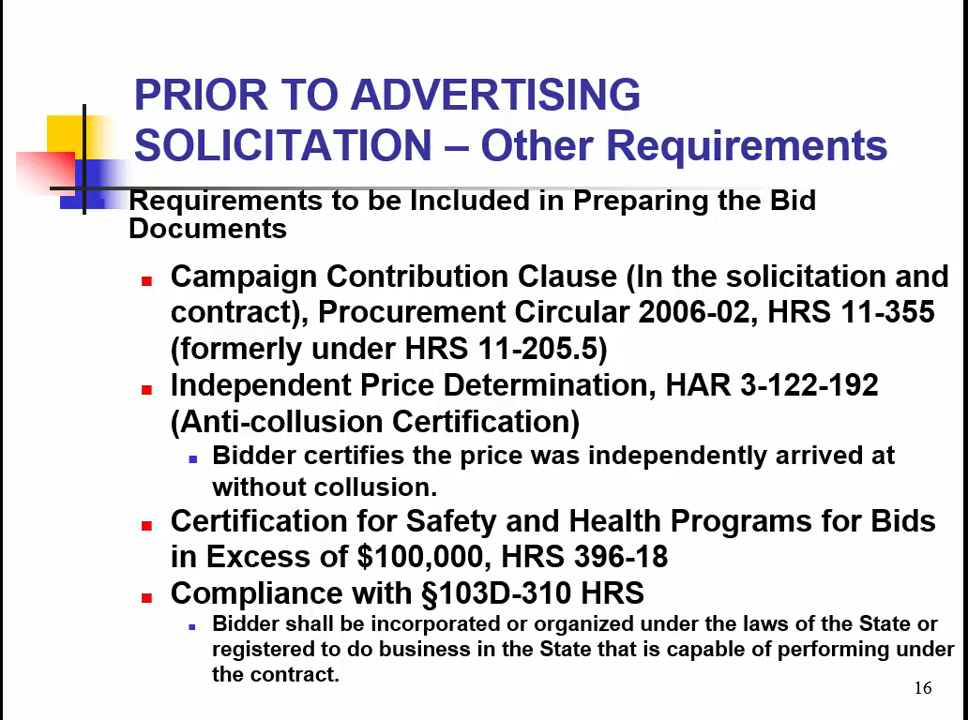 PRIOR TO ADVERTISING
SOLICITATION – Other Requirements
Requirements to be Included in Preparing the Bid
Documents
Campaign Contribution Clause (In the solicitation and
contract), Procurement Circular 2006-02, HRS 11-355
(formerly under HRS 11-205.5)
Independent Price Determination, HAR 3-122-192
(Anti-collusion Certification)
Bidder certifies the price was independently arrived at
without collusion.
Certification for Safety and Health Programs for Bids
in Excess of $100,000, HRS 396-18
Compliance with §103D-310 HRS
Bidder shall be incorporated or organized under the laws of the State or
registered to do business in the State that is capable of performing under
the contract.
16